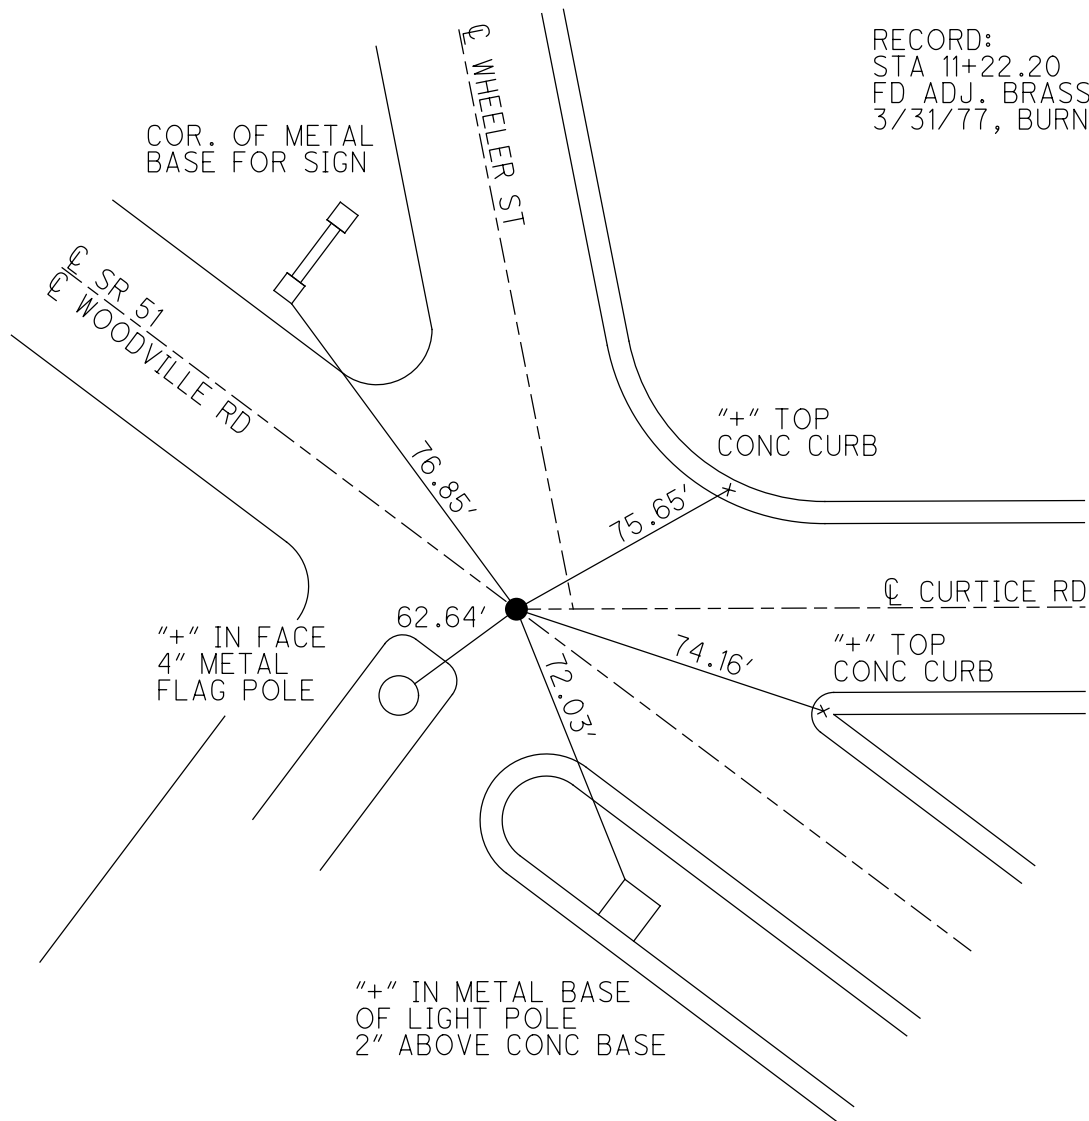 RECORD:
STA 11+22.20
FD ADJ. BRASS
3/31/77, BURN
℄ WHEELER ST
COR. OF METAL
BASE FOR SIGN
℄ SR 51
℄ WOODVILLE RD
"+" TOP
CONC CURB
76.85'
75.65'
℄ CURTICE RD
62.64'
"+" IN FACE
4" METAL
FLAG POLE
74.16'
"+" TOP
CONC CURB
72.03'
"+" IN METAL BASE
OF LIGHT POLE
2" ABOVE CONC BASE